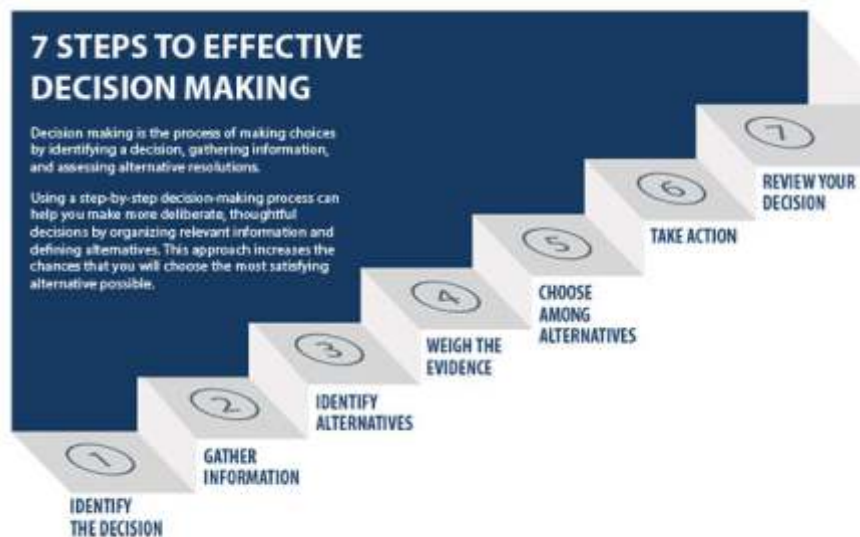 7 STEPS TO EFFECTIVE
DECISION MAKING
Decision making is the process of making choices
by identifying a decision, gathering information,
and assessing alternative resolutions.
Using a step-by-step decision-making process can
help you make more deliberate, thoughtful
decisions by organizing relevant information and
defining alternatives. This approach increases the
chances that you will choose the most satisfying
alternative possible.
1
IDENTIFY
THE DECISION
2
GATHER
INFORMATION
3
IDENTIFY
ALTERNATIVES
4
WEIGH THE
EVIDENCE
5
CHOOSE
AMONG
ALTERNATIVES
6
TAKE ACTION
7
REVIEW YOUR
DECISION